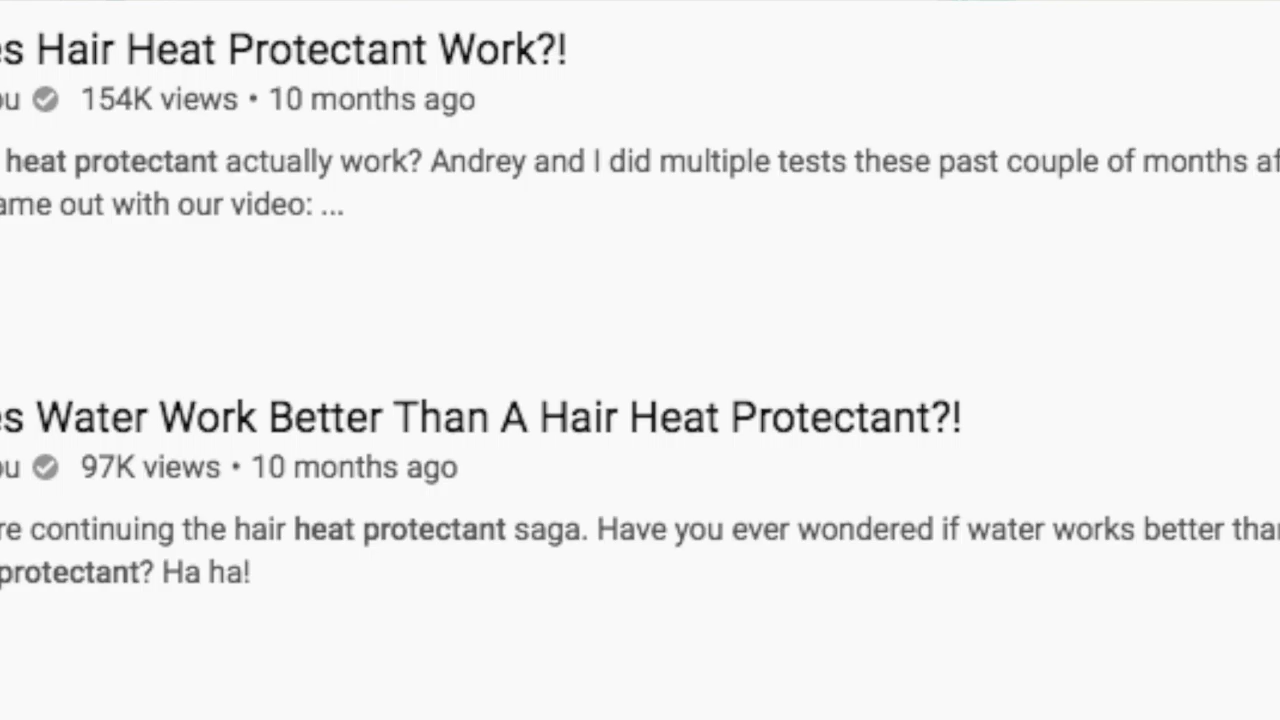 es Hair Heat Protectant Work?!
ou 154K views • 10 months ago
heat protectant actually work? Andrey and I did multiple tests these past couple of months af
ame out with our video: ...
es Water Work Better Than A Hair Heat Protectant?!
ou 97K views • 10 months ago
re continuing the hair heat protectant saga. Have you ever wondered if water works better than
protectant? Ha ha!